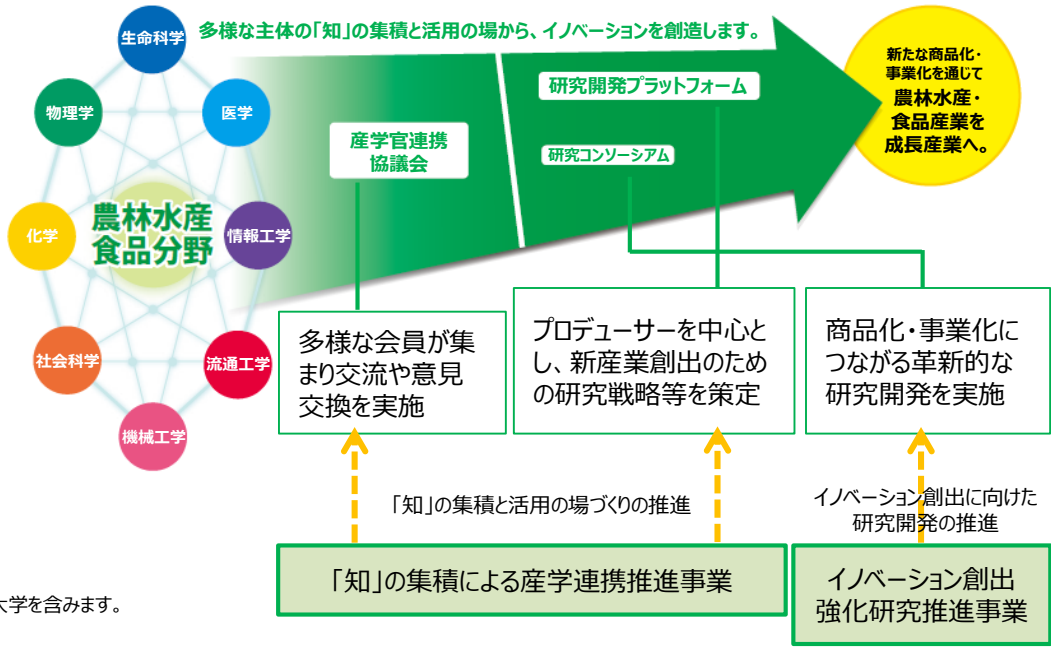 多様な主体の「知」の集積と活用の場から、イノベーションを創造します。
生命科学
物理学
医学
化学
農林水産
食品分野
情報工学
社会科学
流通工学
機械工学
産学官連携
協議会
研究開発プラットフォーム
研究コンソーシアム
新たな商品化・
事業化を通じて
農林水産・
食品産業を
成長産業へ。
多様な会員が集
まり交流や意見
交換を実施
プロデューサーを中心と
し、新産業創出のため
の研究戦略等を策定
商品化・事業化に
つながる革新的な
研究開発を実施
「知」の集積と活用の場づくりの推進
イノベーション創出に向けた
研究開発の推進
「知」の集積による産学連携推進事業
イノベーション創出
強化研究推進事業
大学を含みます。